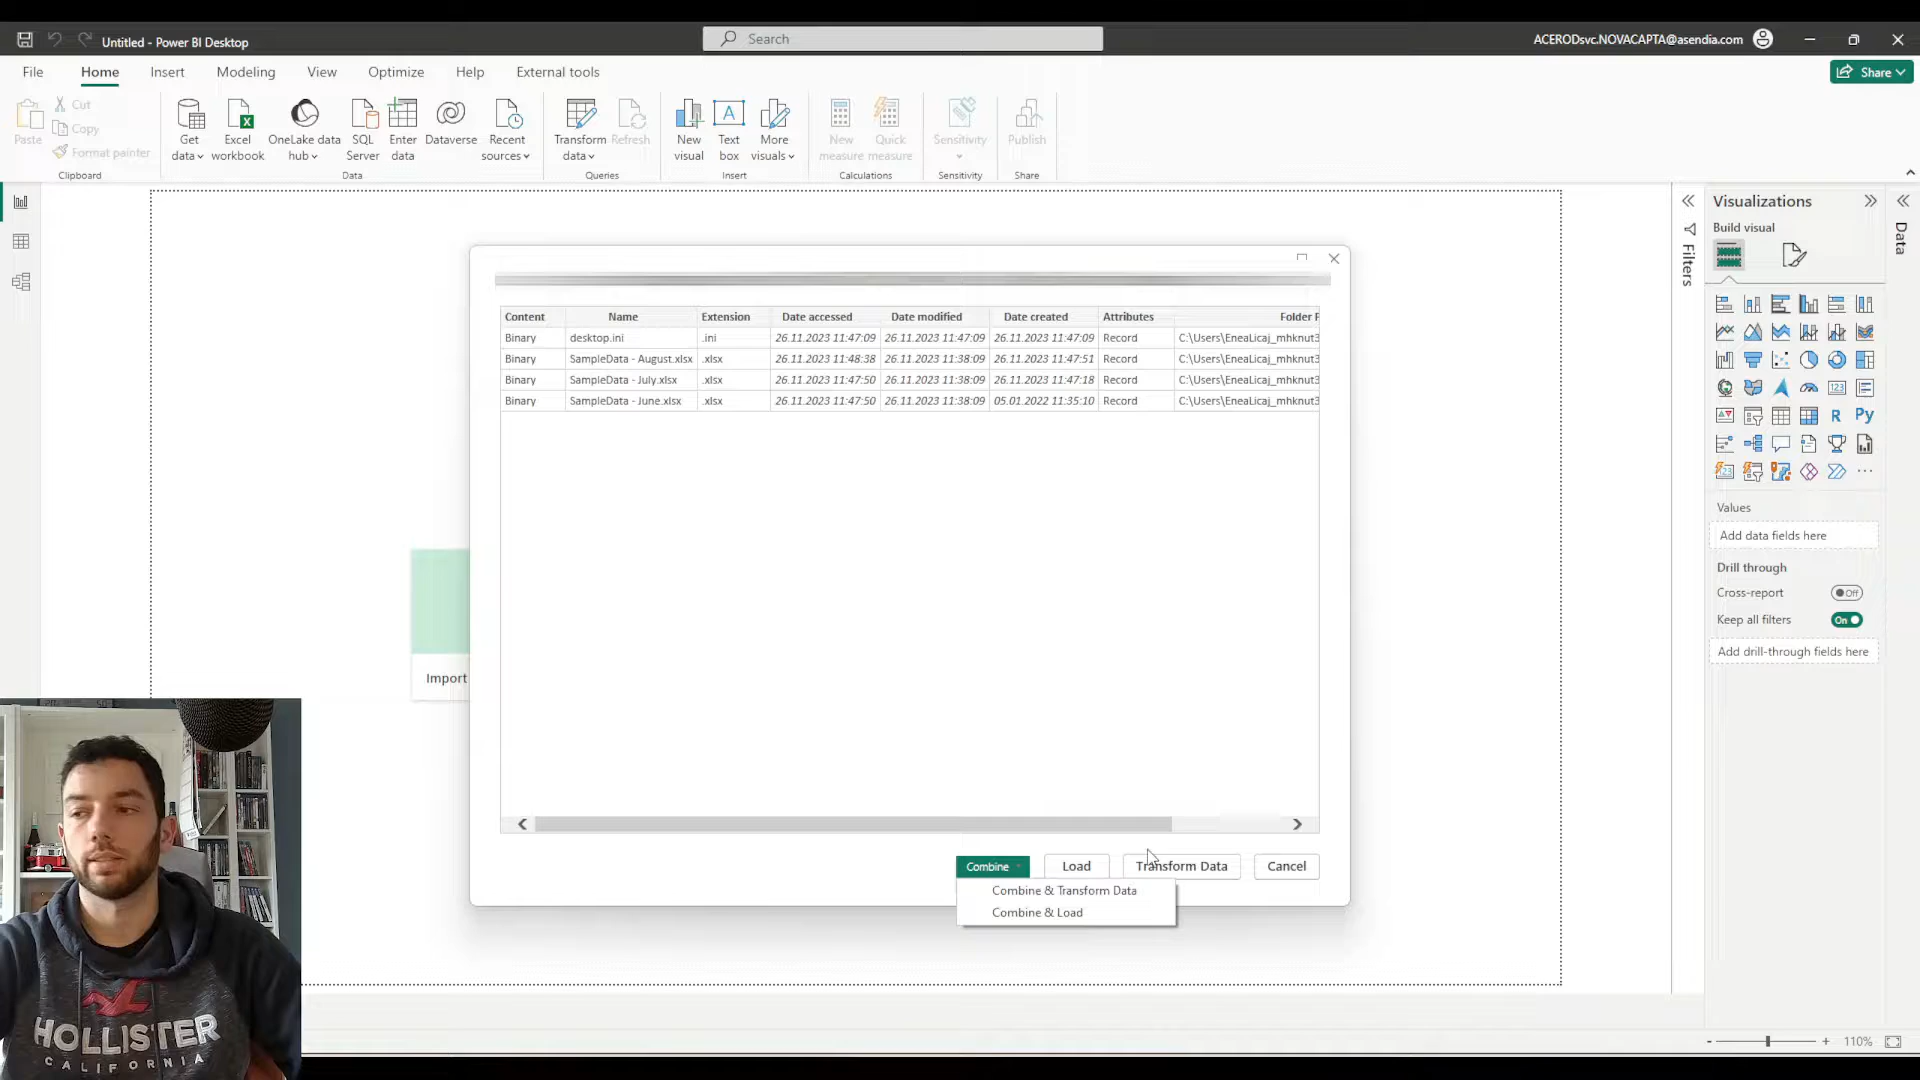 Untitled - Power BI Desktop
Search
ACERODsvc.NOVACAPTA@asendia.com
File Home Insert Modeling View Optimize Help External tools
Share
Paste
Cut
Copy
Format painter
Clipboard
Get data
Excel workbook
OneLake data hub
SQL Server
Enter data
Dataverse
Recent sources
Data
Transform data
Refresh
Queries
New visual
Text box
More visuals
Insert
New measure
Quick measure
Calculations
Sensitivity
Sensitivity
Publish
Share
Content Name Extension Date accessed Date modified Date created Attributes Folder P
Binary desktop.ini .ini 26.11.2023 11:47:09 26.11.2023 11:47:09 26.11.2023 11:47:09 Record C:\Users\EneaLicaj_mhknut3
Binary SampleData - August.xlsx .xlsx 26.11.2023 11:48:38 26.11.2023 11:38:09 26.11.2023 11:47:51 Record C:\Users\EneaLicaj_mhknut3
Binary SampleData - July.xlsx .xlsx 26.11.2023 11:47:50 26.11.2023 11:38:09 26.11.2023 11:47:18 Record C:\Users\EneaLicaj_mhknut3
Binary SampleData - June.xlsx .xlsx 26.11.2023 11:47:50 26.11.2023 11:38:09 05.01.2022 11:35:10 Record C:\Users\EneaLicaj_mhknut3
Import
Combine Load Transform Data Cancel
Combine & Transform Data
Combine & Load
Filters
Visualizations
Build visual
R Py
123
Values
Add data fields here
Drill through
Cross-report Off
Keep all filters On
Add drill-through fields here
Data
110%
HOLLISTER
CALIFORNIA